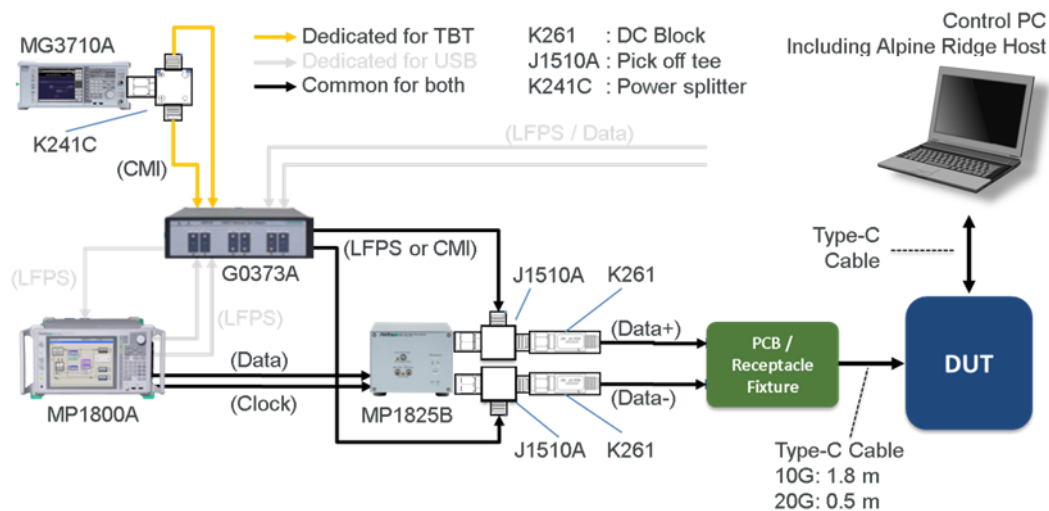 MG3710A
K241C
(CMI)
Dedicated for TBT
Dedicated for USB
Common for both
K261 : DC Block
J1510A : Pick off tee
K241C : Power splitter
Control PC
Including Alpine Ridge Host
(LFPS / Data)
G0373A
(LFPS or CMI)
(LFPS)
(LFPS)
J1510A
K261
Type-C
Cable
MP1800A
(Data)
(Clock)
MP1825B
(Data+)
(Data-)
J1510A
K261
PCB /
Receptacle
Fixture
DUT
Type-C Cable
10G: 1.8 m
20G: 0.5 m